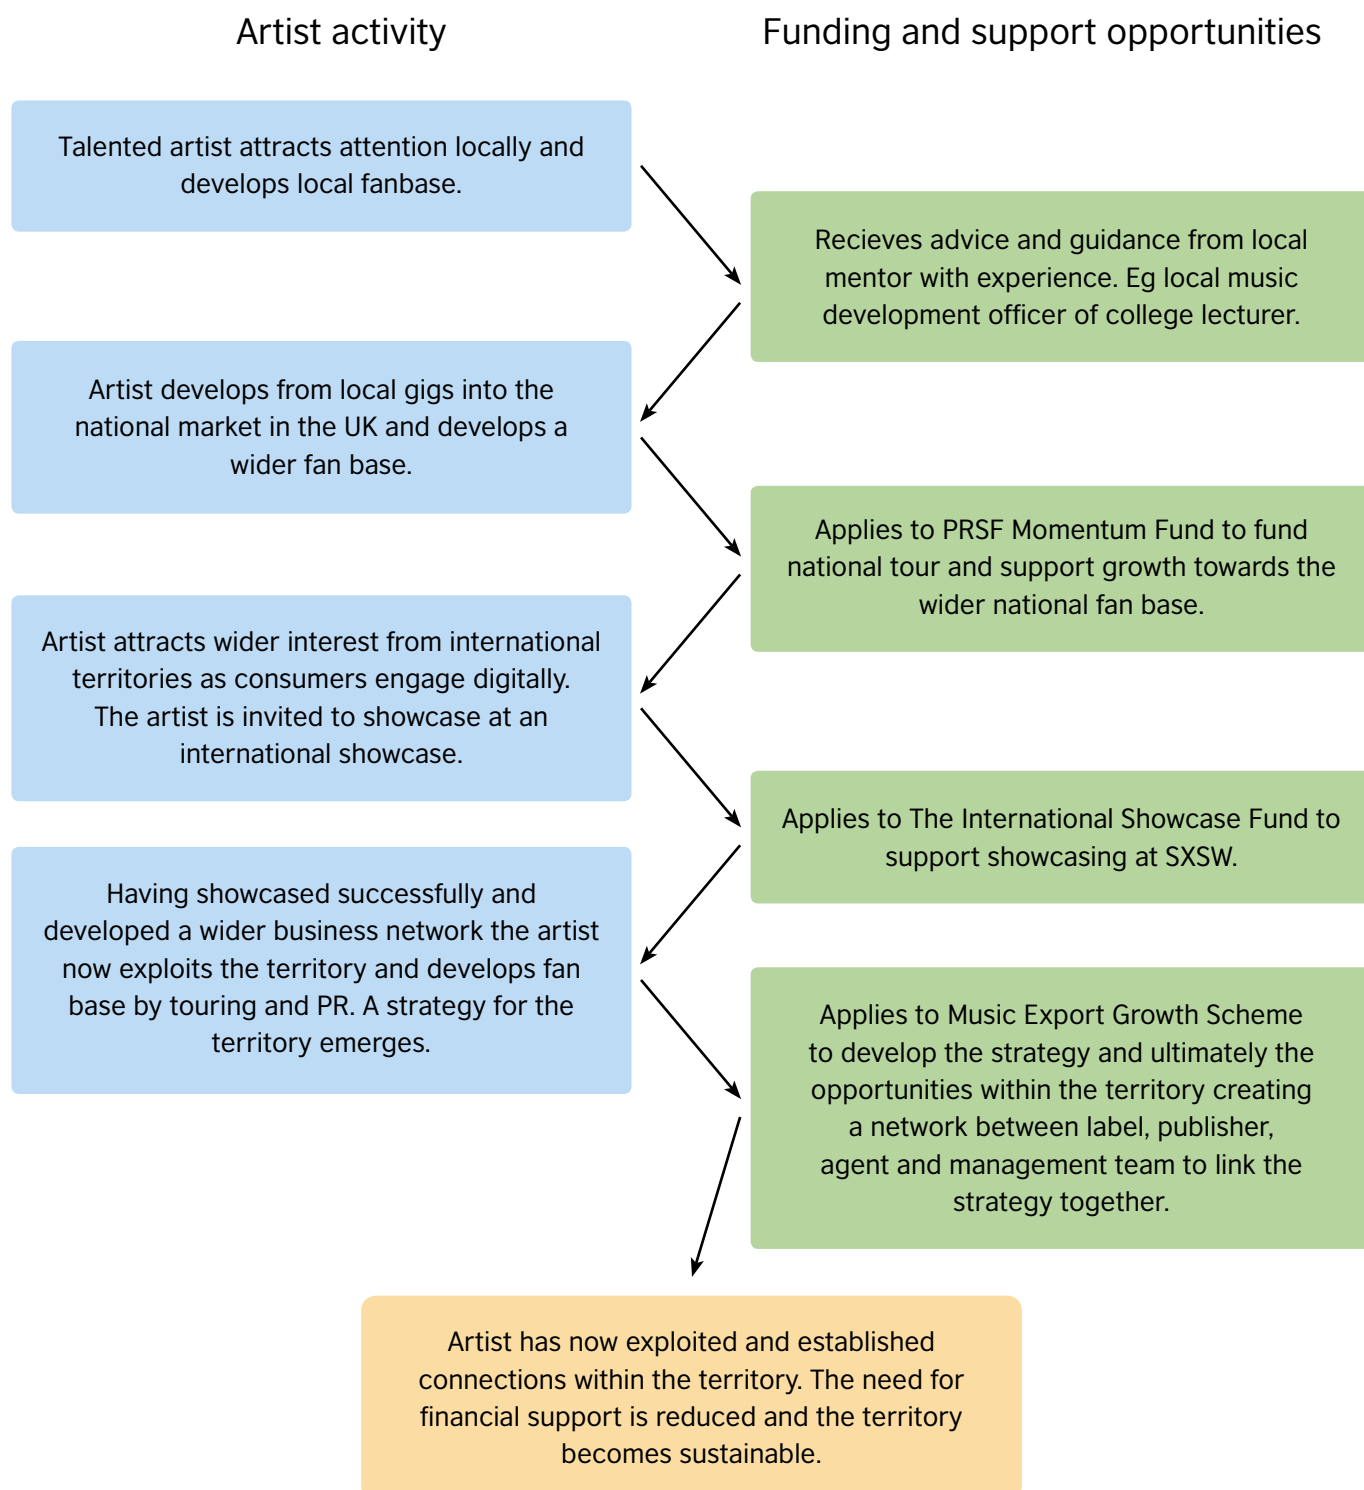 Artist activity
Funding and support opportunities
Talented artist attracts attention locally and
develops local fanbase.
Recieves advice and guidance from local
mentor with experience. Eg local music
development officer of college lecturer.
Artist develops from local gigs into the
national market in the UK and develops a
wider fan base.
Applies to PRSF Momentum Fund to fund
national tour and support growth towards the
wider national fan base.
Artist attracts wider interest from international
territories as consumers engage digitally.
The artist is invited to showcase at an
international showcase.
Applies to The International Showcase Fund to
support showcasing at SXSW.
Having showcased successfully and
developed a wider business network the artist
now exploits the territory and develops fan
base by touring and PR. A strategy for the
territory emerges.
Applies to Music Export Growth Scheme
to develop the strategy and ultimately the
opportunities within the territory creating
a network between label, publisher,
agent and management team to link the
strategy together.
Artist has now exploited and established
connections within the territory. The need for
financial support is reduced and the territory
becomes sustainable.